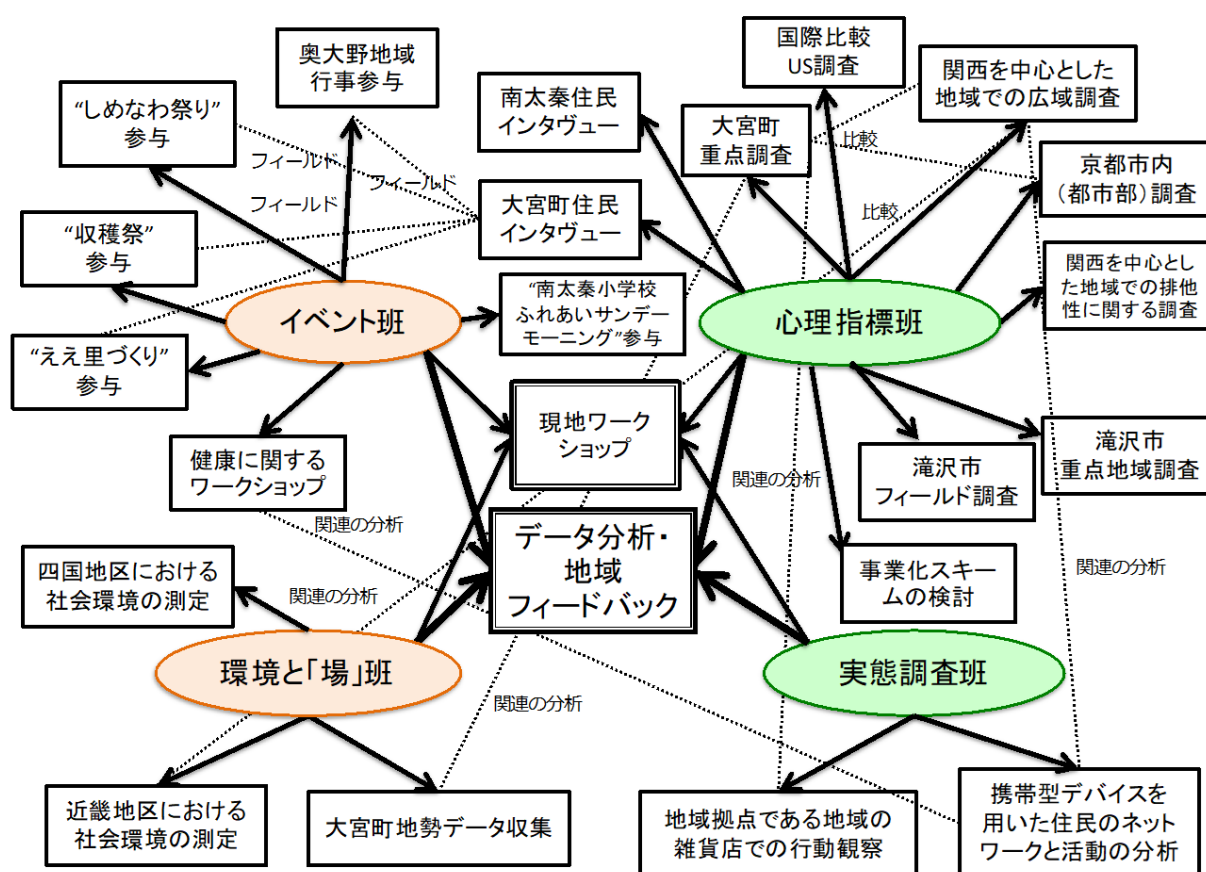 奥大野地域
行事参与
国際比較
US調査
関西を中心とした
地域での広域調査
“しめなわ祭り”
参与
南太秦住民
インタヴュー
大宮町
重点調査
比較
京都市内
(都市部)調査
フィールド
フィールド
フィールド
大宮町住民
インタヴュー
比較
“収穫祭”
参与
関西を中心とし
た地域での排他
性に関する調査
イベント班
“南太秦小学校
ふれあいサンデー
モーニング”参与
心理指標班
“ええ里づくり”
参与
現地ワーク
ショップ
健康に関する
ワークショップ
滝沢市
フィールド調査
滝沢市
重点地域調査
関連の分析
関連の分析
データ分析・
地域
フィードバック
四国地区における
社会環境の測定
関連の分析
事業化スキー
ムの検討
関連の分析
環境と「場」班
実態調査班
関連の分析
近畿地区における
社会環境の測定
大宮町地勢データ収集
地域拠点である地域の
雑貨店での行動観察
携帯型デバイスを
用いた住民のネット
ワークと活動の分析